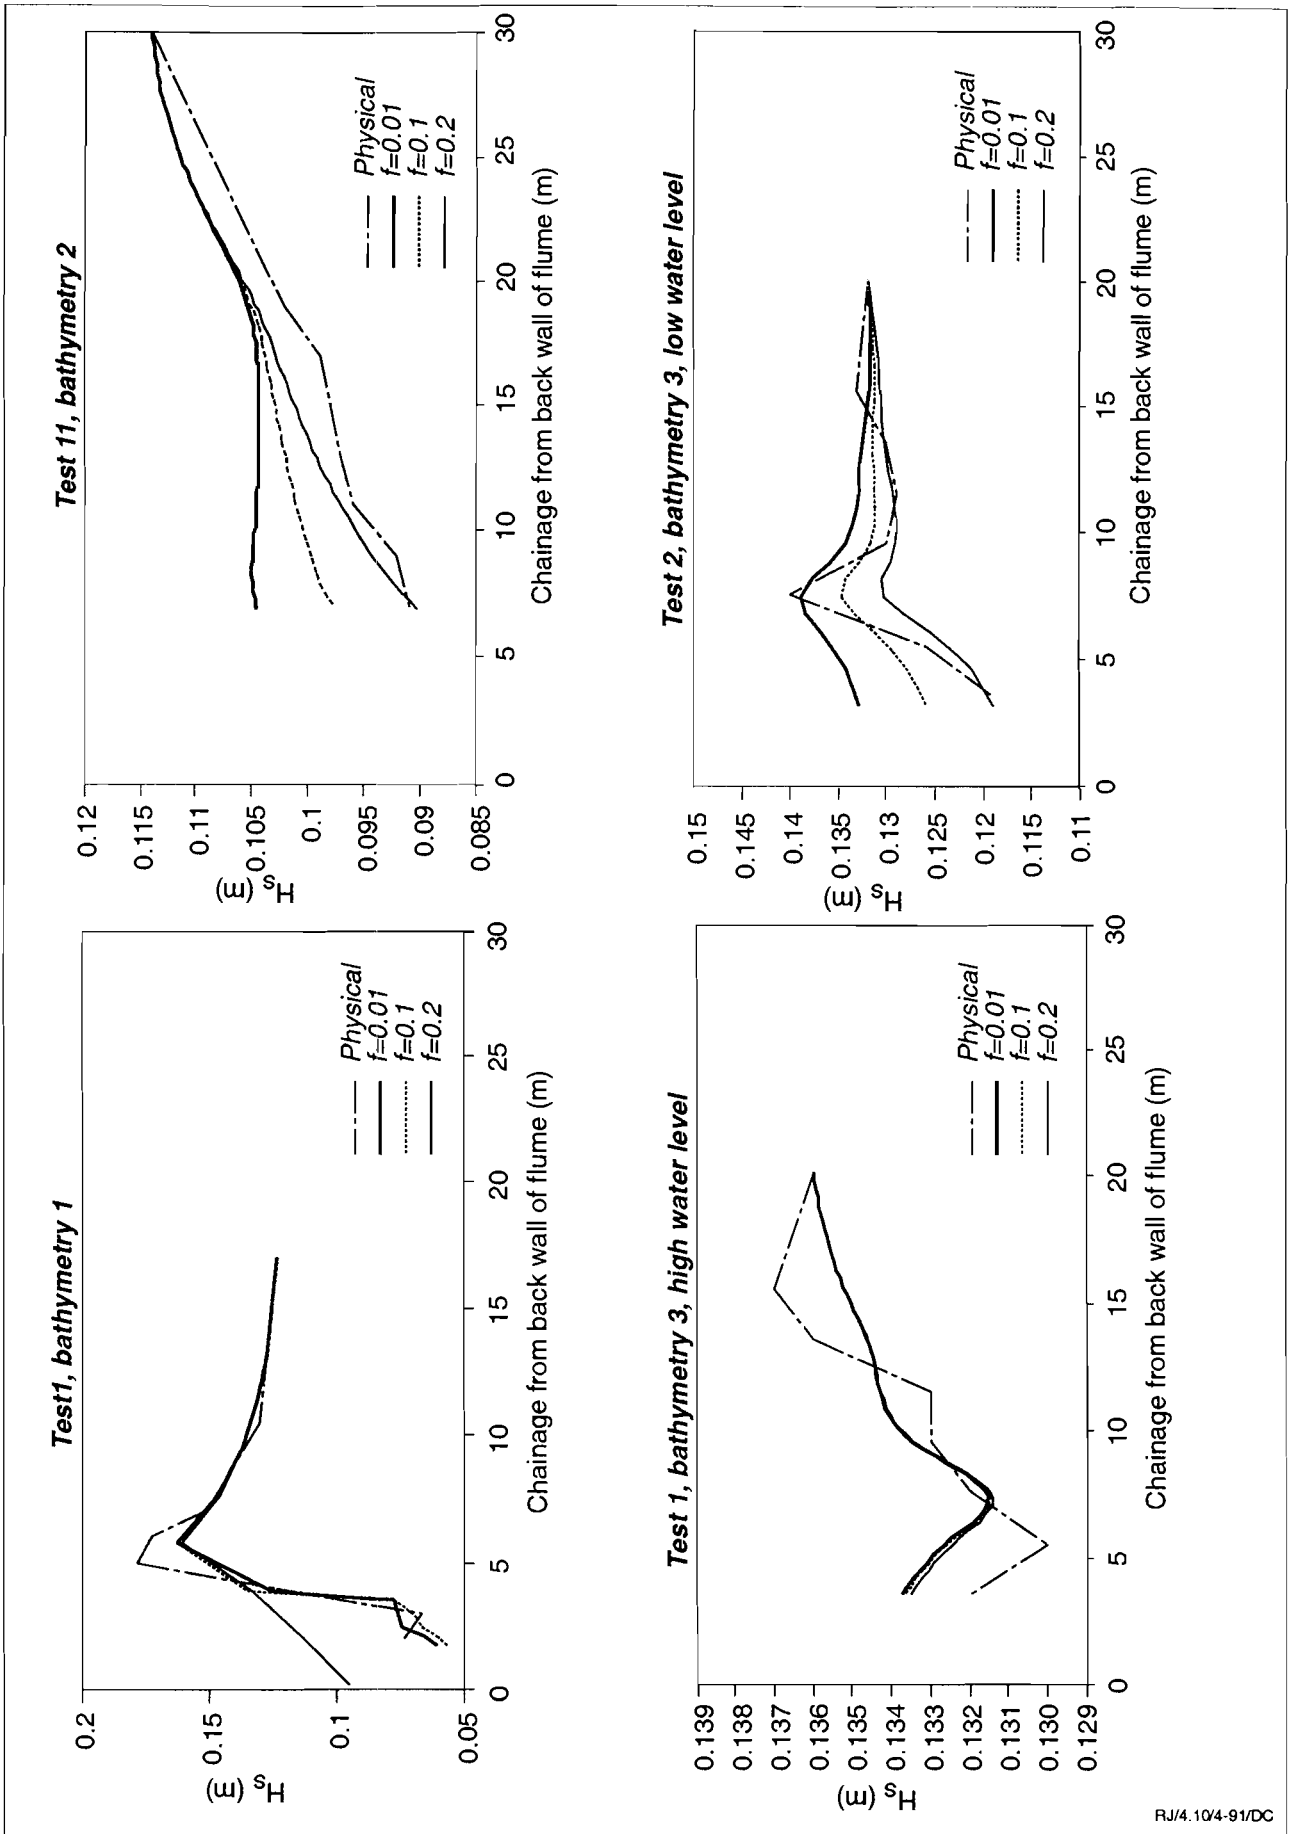 Test1, bathymetry 1
0.2
0.15
0.1
0.05
Hs (m)
0
5
10
15
20
25
30
Chainage from back wall of flume (m)
Physical
f=0.01
f=0.1
f=0.2
Test 11, bathymetry 2
0.12
0.115
0.11
0.105
0.1
0.095
0.09
0.085
Hs (m)
0
5
10
15
20
25
30
Chainage from back wall of flume (m)
Physical
f=0.01
f=0.1
f=0.2
Test 1, bathymetry 3, high water level
0.139
0.138
0.137
0.136
0.135
0.134
0.133
0.132
0.131
0.130
0.129
Hs (m)
0
5
10
15
20
25
30
Chainage from back wall of flume (m)
Physical
f=0.01
f=0.1
f=0.2
Test 2, bathymetry 3, low water level
0.15
0.145
0.14
0.135
0.13
0.125
0.12
0.115
0.11
Hs (m)
0
5
10
15
20
25
30
Chainage from back wall of flume (m)
Physical
f=0.01
f=0.1
f=0.2
RJ/4.10/4-91/DC